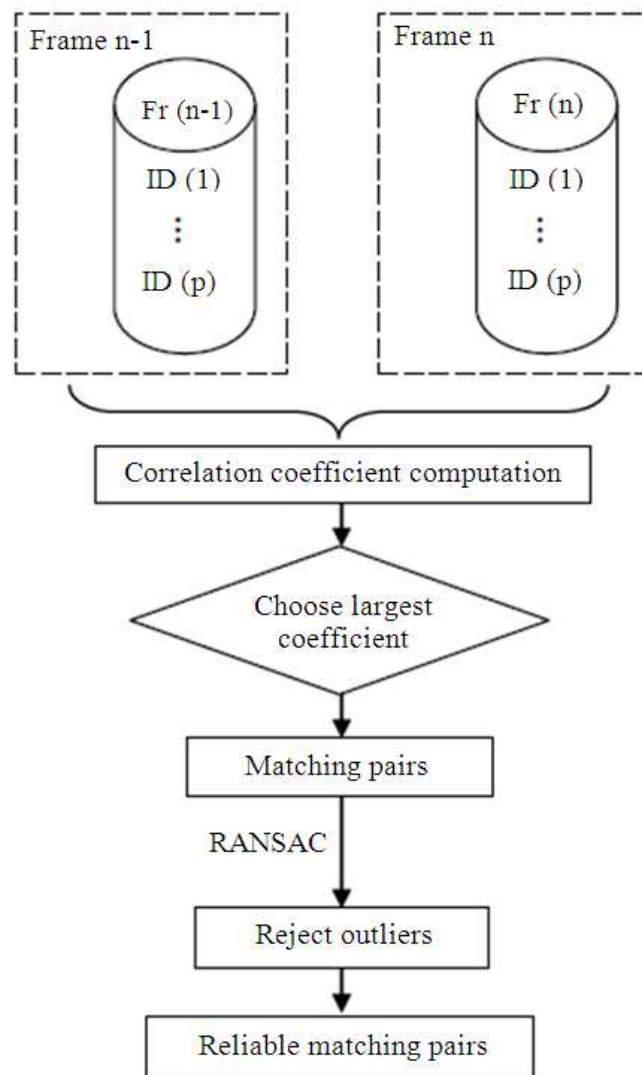 Frame n-1
Fr (n-1)
ID (1)
⋮
ID (p)
Frame n
Fr (n)
ID (1)
⋮
ID (p)
Correlation coefficient computation
Choose largest
coefficient
Matching pairs
RANSAC
Reject outliers
Reliable matching pairs